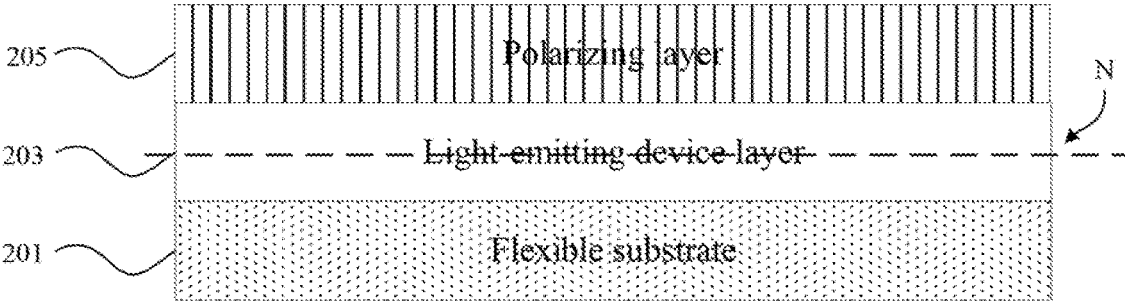 205 Polarizing layer
N
203 Light-emitting device layer
201 Flexible substrate